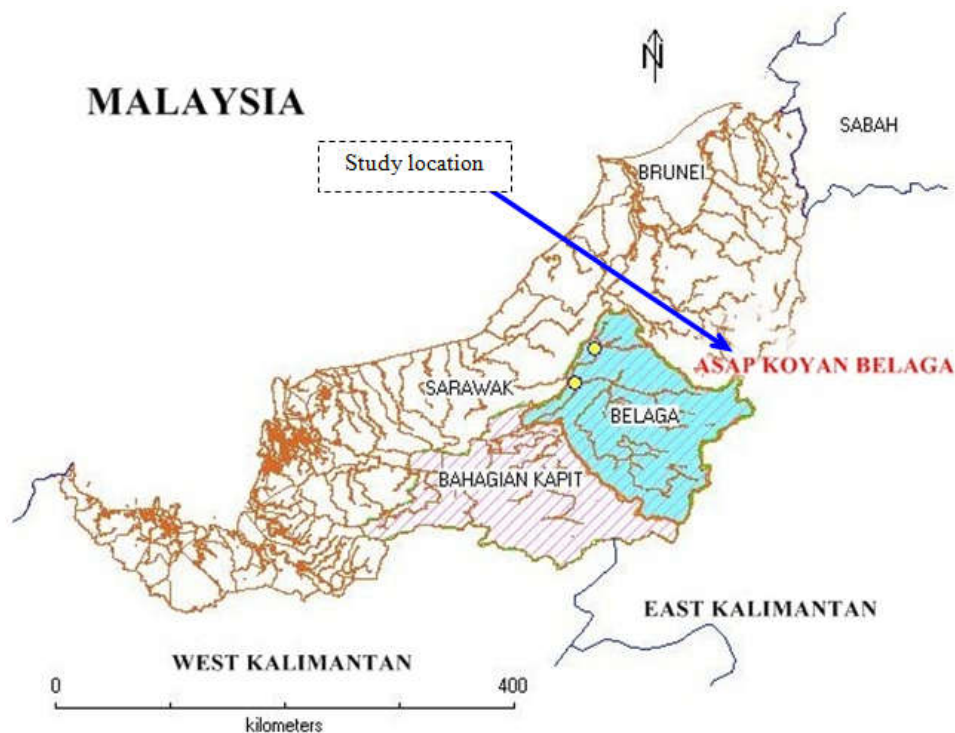 N
MALAYSIA
SABAH
Study location
BRUNEI
ASAP KOYAN BELAGA
SARAWAK
BELAGA
BAHAGIAN KAPIT
EAST KALIMANTAN
WEST KALIMANTAN
0 400
kilometers